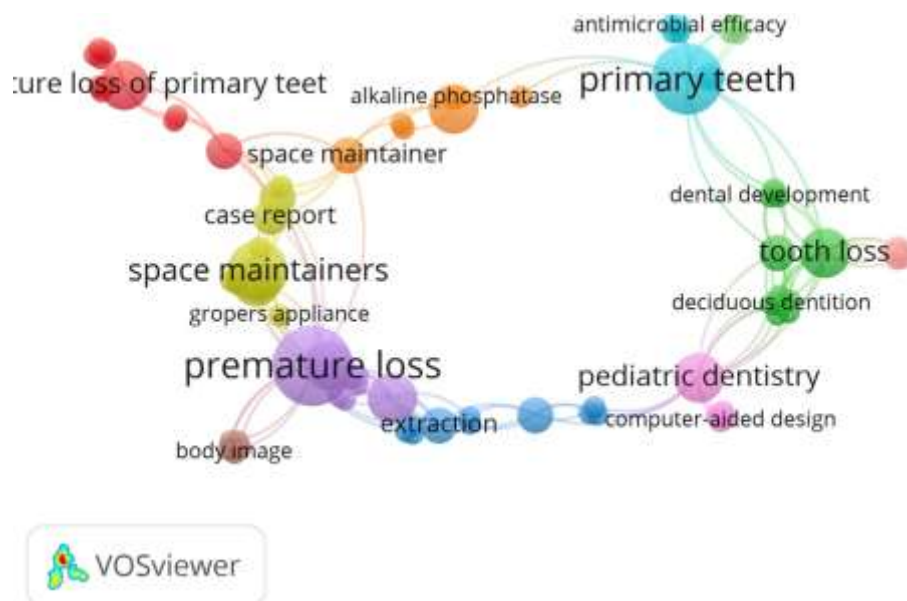 antimicrobial efficacy
ture loss of primary teet
primary teeth
alkaline phosphatase
space maintainer
dental development
case report
tooth loss
space maintainers
deciduous dentition
gropers appliance
premature loss
pediatric dentistry
extraction
computer-aided design
body image
VOSviewer